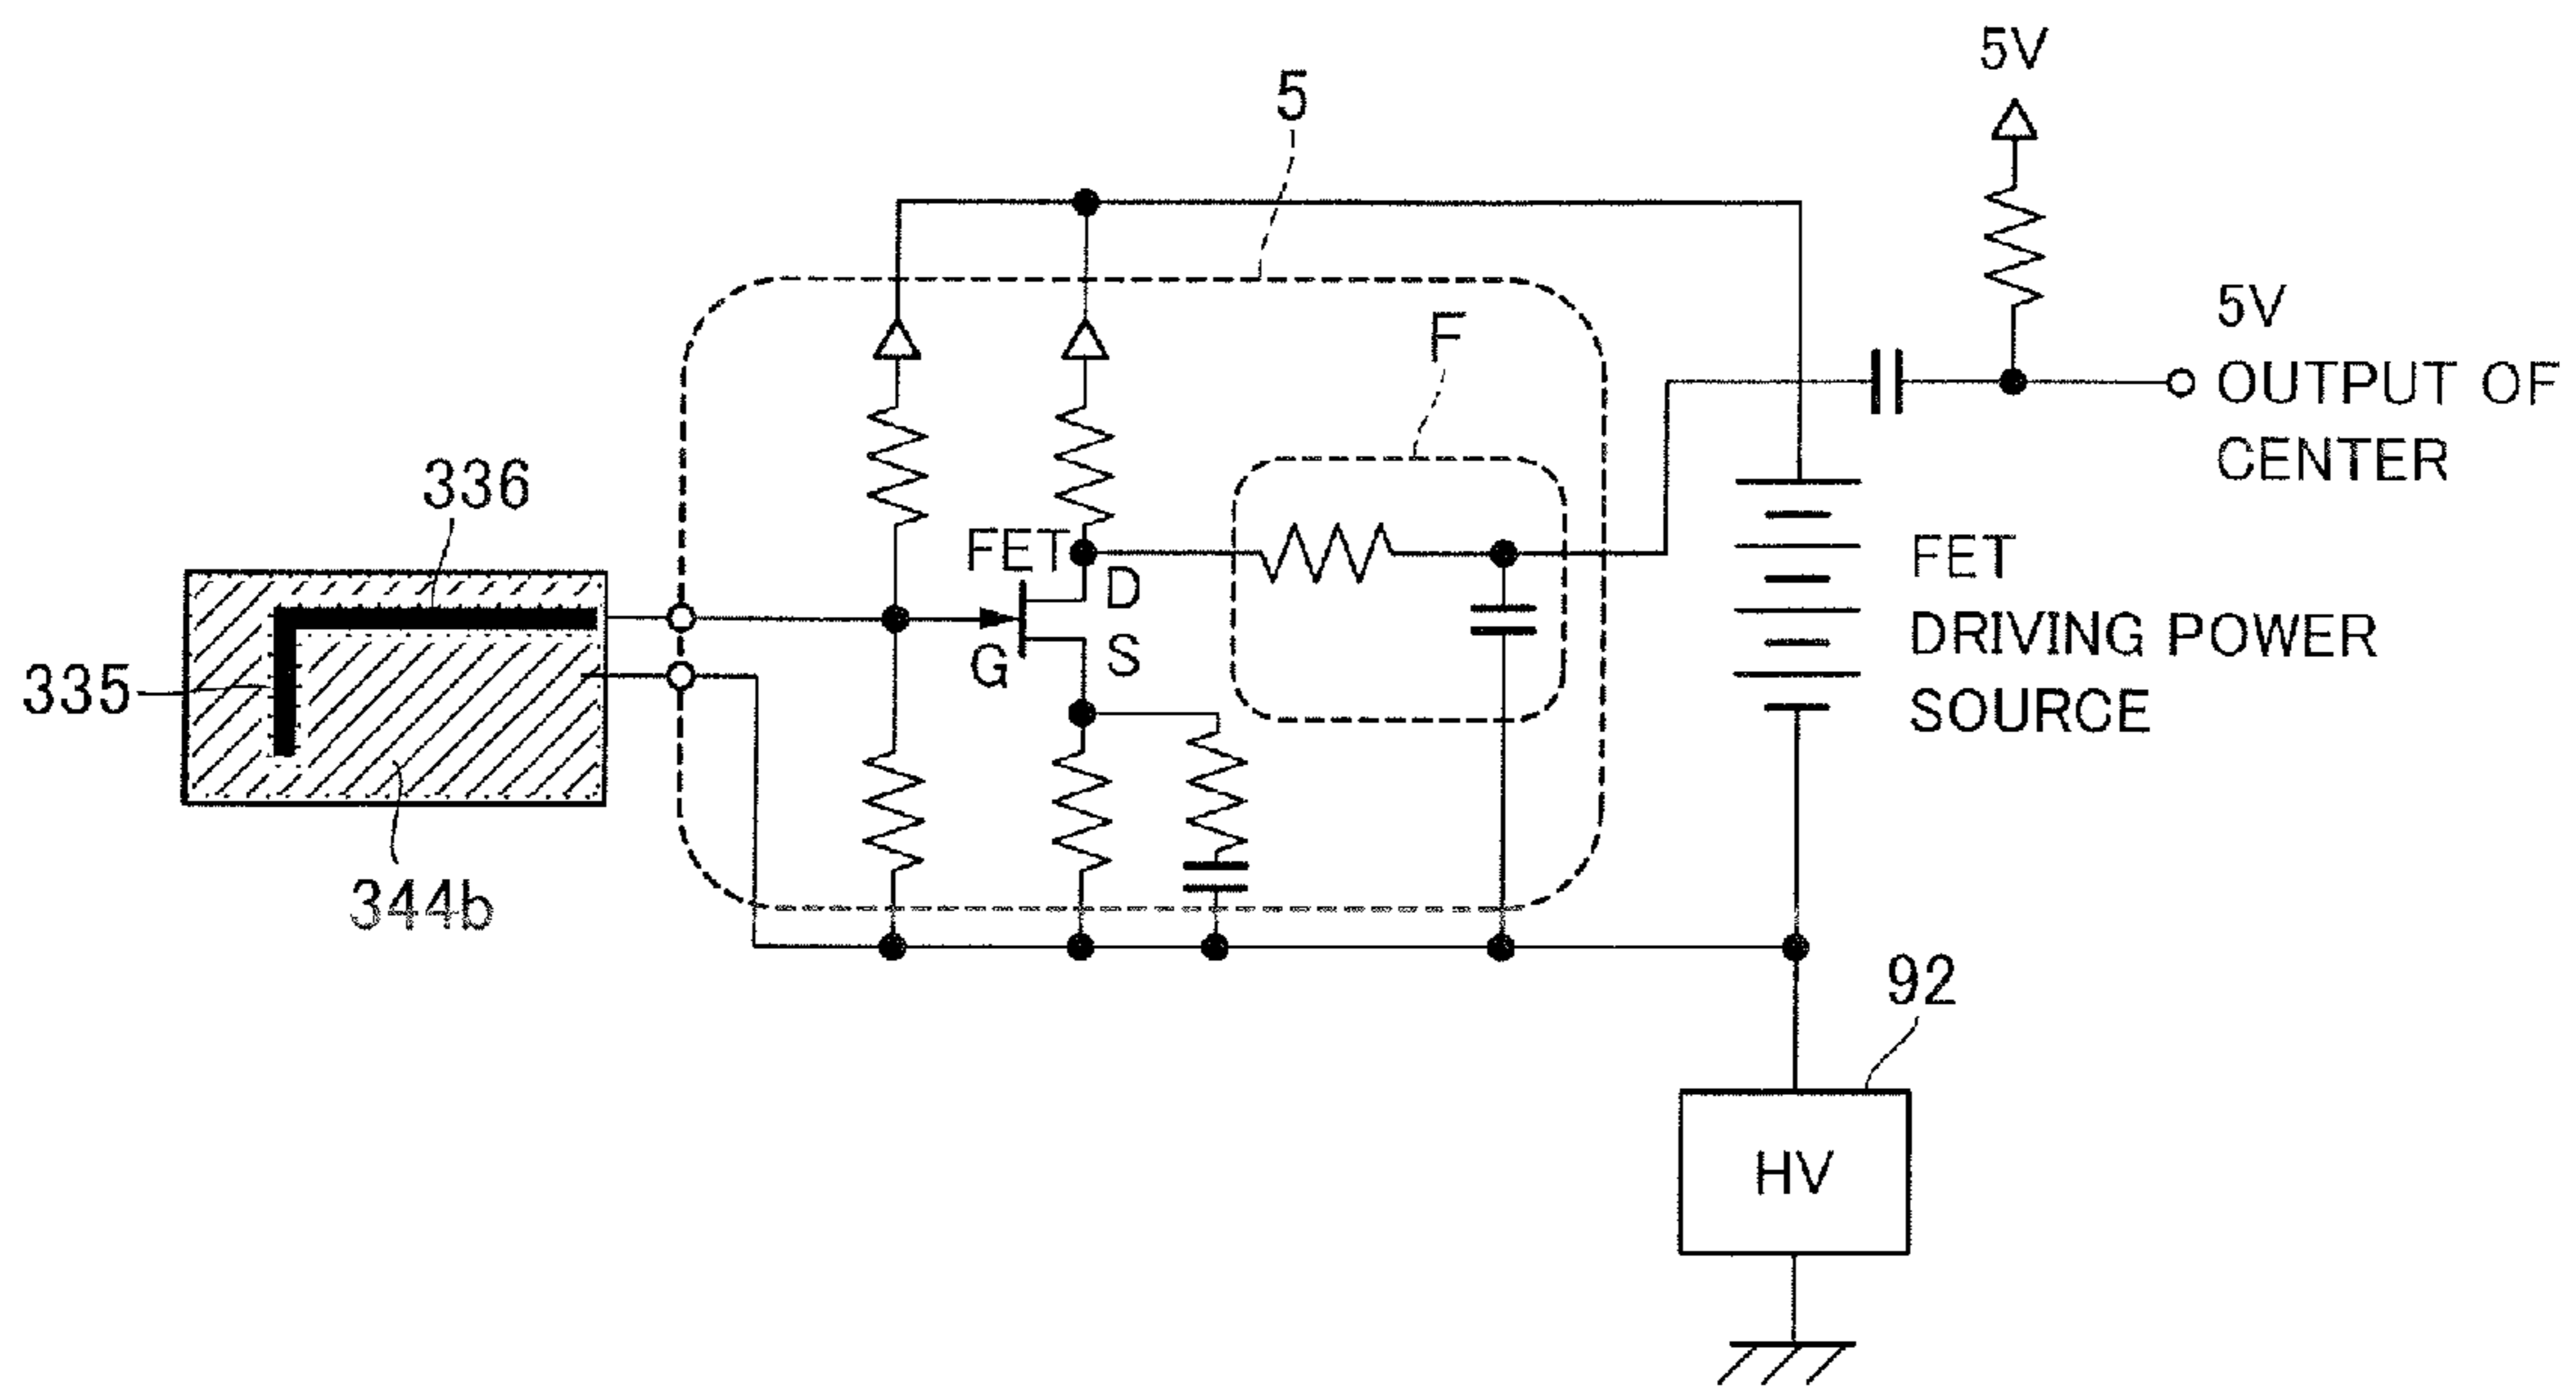 5V
5
5V
OUTPUT OF
CENTER
F
336
FET
D
G
S
335
FET
DRIVING POWER
SOURCE
344b
92
HV